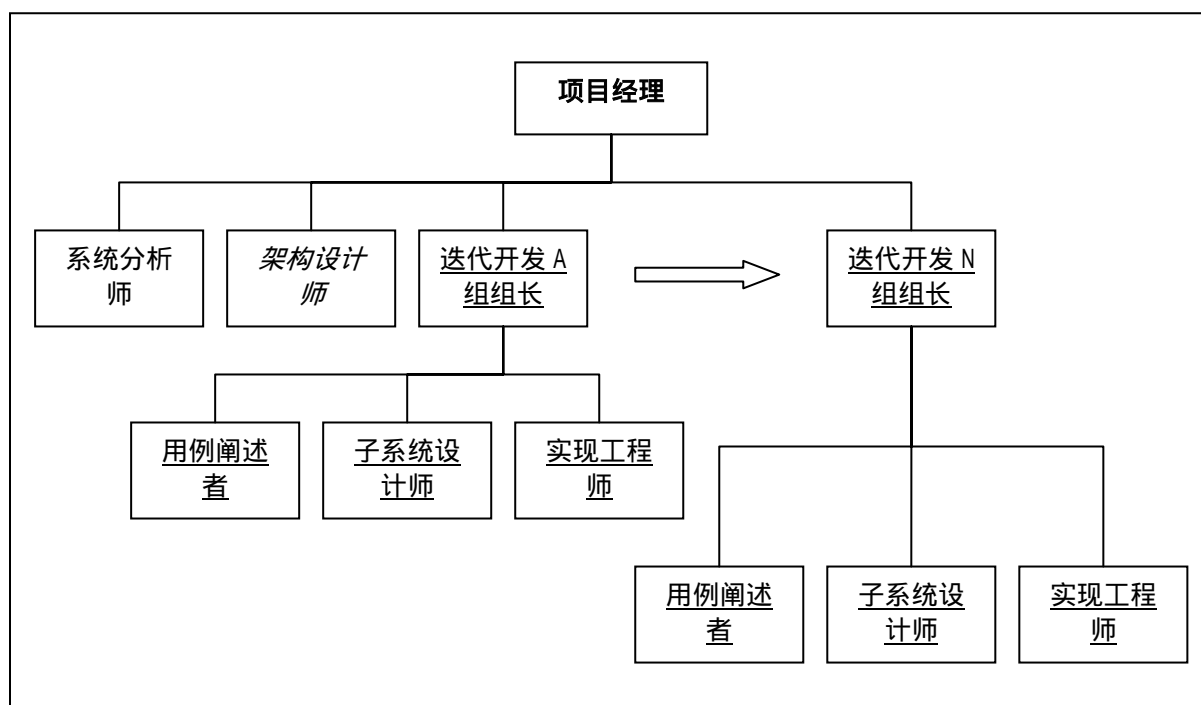 项目经理
系统分析
师
架构设计
师
迭代开发 A
组组长
迭代开发 N
组组长
用例阐述
者
子系统设
计师
实现工程
师
用例阐述
者
子系统设
计师
实现工程
师